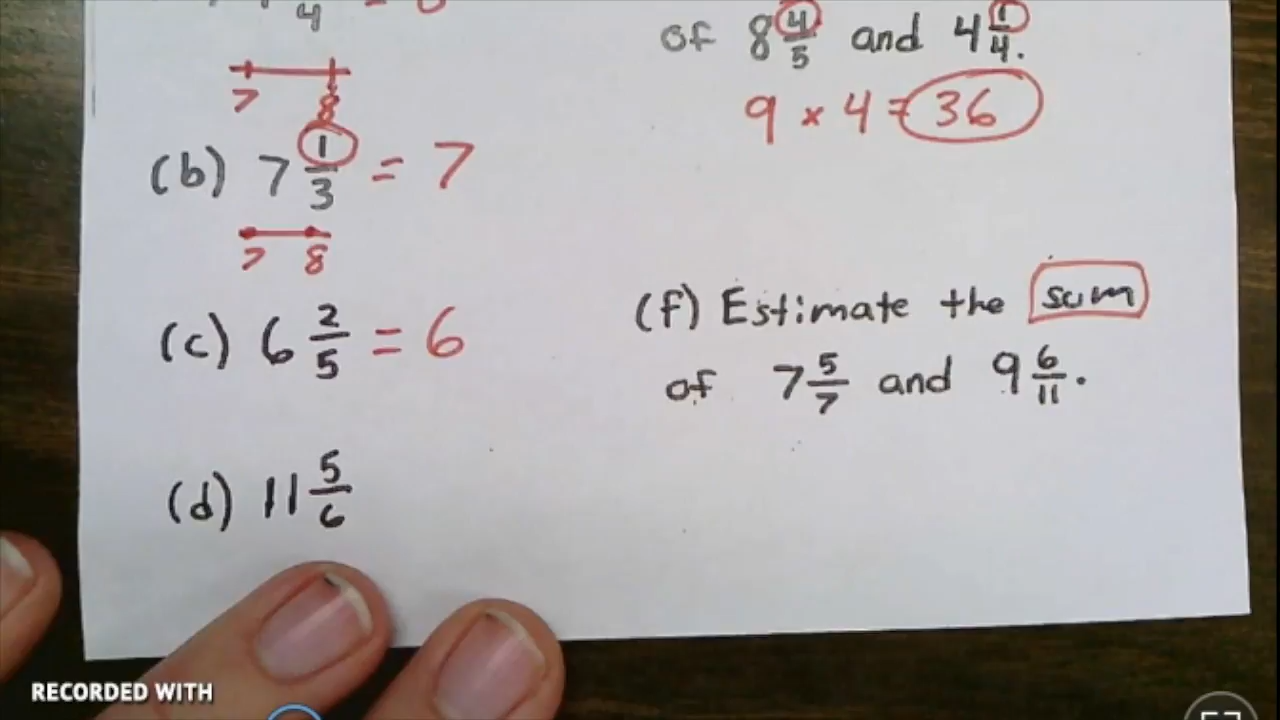 4
7 8
(b) 7 1/3 = 7
7 8
(c) 6 2/5 = 6
(d) 11 5/6
of 8 4/5 and 4 1/4.
9 × 4 = 36
(f) Estimate the sum
of 7 5/7 and 9 6/11.
RECORDED WITH